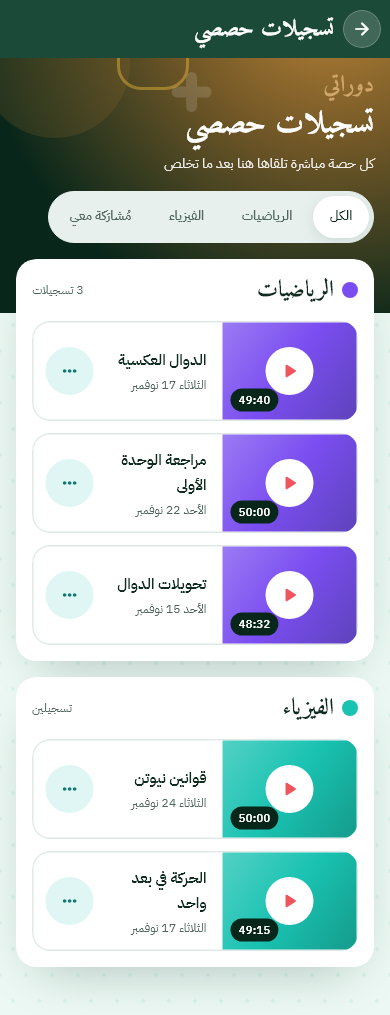 تسجيلات حصصي
دوراتي
تسجيلات حصصي
كل حصة مباشرة تلقاها هنا بعد ما تخلص
الكل
الرياضيات
الفيزياء
مُشارَكة معي
الرياضيات
3 تسجيلات
49:40
الدوال العكسية
الثلاثاء 17 نوفمبر
50:00
مراجعة الوحدة
الأولى
الأحد 22 نوفمبر
48:32
تحويلات الدوال
الأحد 15 نوفمبر
الفيزياء
تسجيلين
50:00
قوانين نيوتن
الثلاثاء 24 نوفمبر
49:15
الحركة في بعد
واحد
الثلاثاء 17 نوفمبر